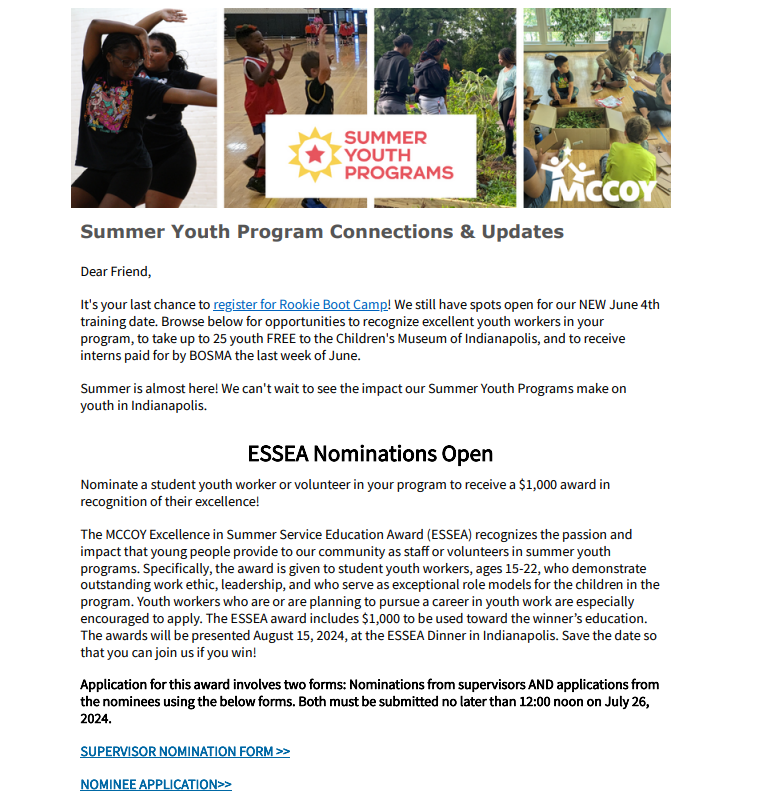 SUMMER
YOUTH
PROGRAMS
MCCOY
Summer Youth Program Connections & Updates
Dear Friend,
It's your last chance to register for Rookie Boot Camp! We still have spots open for our NEW June 4th
training date. Browse below for opportunities to recognize excellent youth workers in your
program, to take up to 25 youth FREE to the Children's Museum of Indianapolis, and to receive
interns paid for by BOSMA the last week of June.
Summer is almost here! We can't wait to see the impact our Summer Youth Programs make on
youth in Indianapolis.
ESSEA Nominations Open
Nominate a student youth worker or volunteer in your program to receive a $1,000 award in
recognition of their excellence!
The MCCOY Excellence in Summer Service Education Award (ESSEA) recognizes the passion and
impact that young people provide to our community as staff or volunteers in summer youth
programs. Specifically, the award is given to student youth workers, ages 15-22, who demonstrate
outstanding work ethic, leadership, and who serve as exceptional role models for the children in the
program. Youth workers who are or are planning to pursue a career in youth work are especially
encouraged to apply. The ESSEA award includes $1,000 to be used toward the winner’s education.
The awards will be presented August 15, 2024, at the ESSEA Dinner in Indianapolis. Save the date so
that you can join us if you win!
Application for this award involves two forms: Nominations from supervisors AND applications from
the nominees using the below forms. Both must be submitted no later than 12:00 noon on July 26,
2024.
SUPERVISOR NOMINATION FORM >>
NOMINEE APPLICATION>>